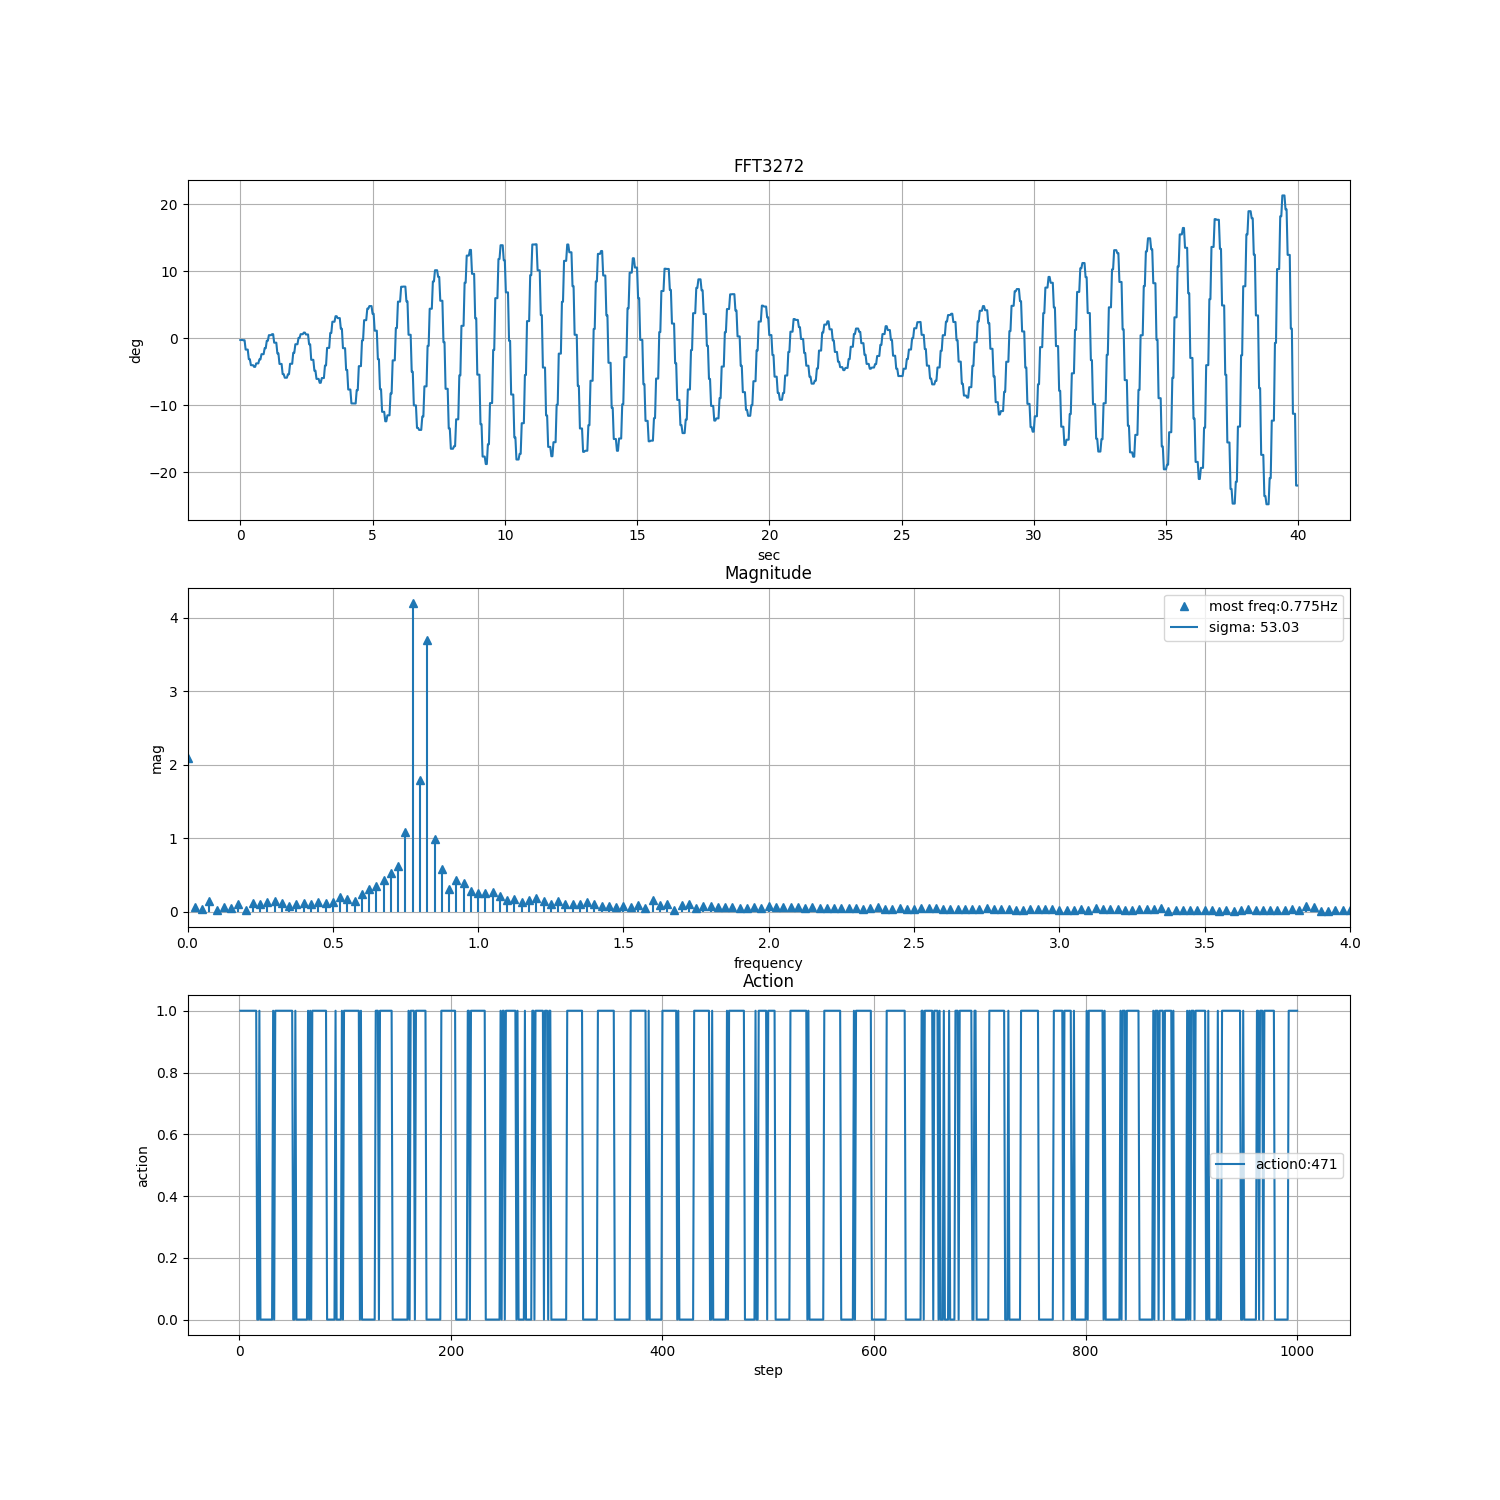 FFT3272
20
10
0
−10
−20
deg
0 5 10 15 20 25 30 35 40
sec
Magnitude
most freq:0.775Hz
sigma: 53.03
4
3
2
1
0
mag
0.0 0.5 1.0 1.5 2.0 2.5 3.0 3.5 4.0
frequency
Action
1.0
0.8
0.6
0.4
0.2
0.0
action
action0:471
0 200 400 600 800 1000
step